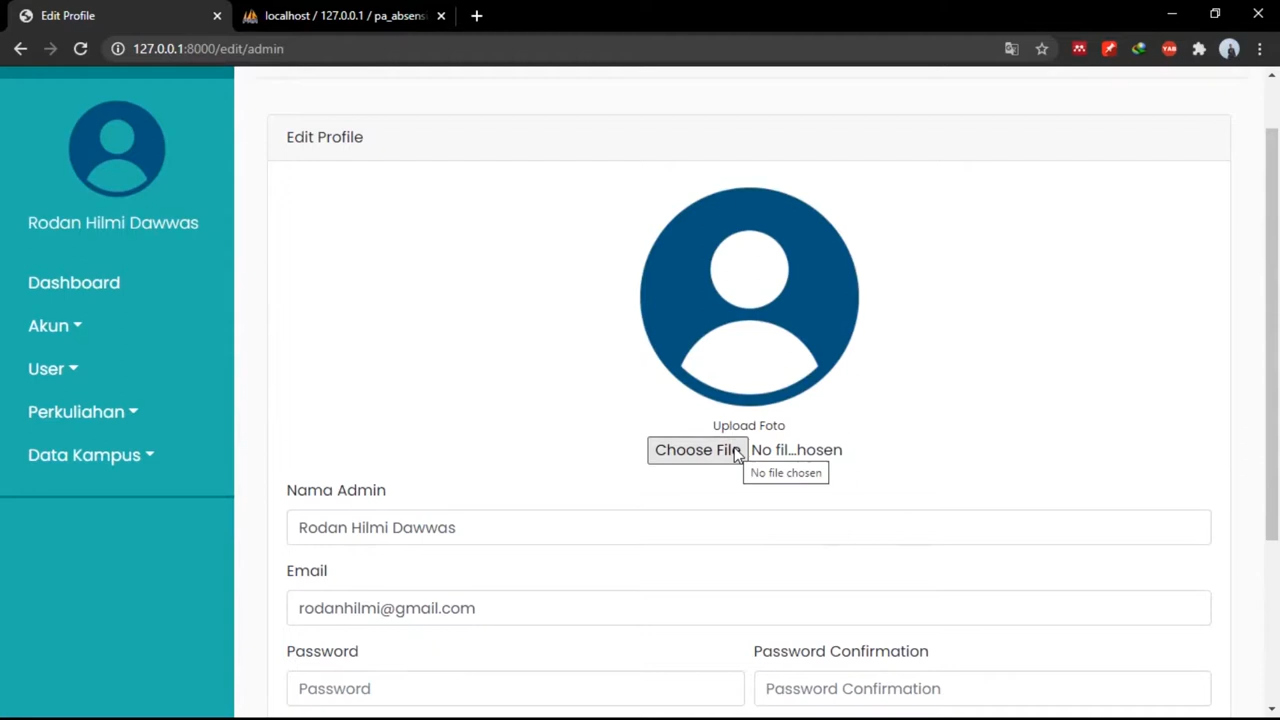 Edit Profile
localhost / 127.0.0.1 / pa_absens
127.0.0.1:8000/edit/admin
YAB
Rodan Hilmi Dawwas
Dashboard
Akun
User
Perkuliahan
Data Kampus
Edit Profile
Upload Foto
Choose File No fil...hosen
No file chosen
Nama Admin
Rodan Hilmi Dawwas
Email
rodanhilmi@gmail.com
Password Password Confirmation
Password Password Confirmation